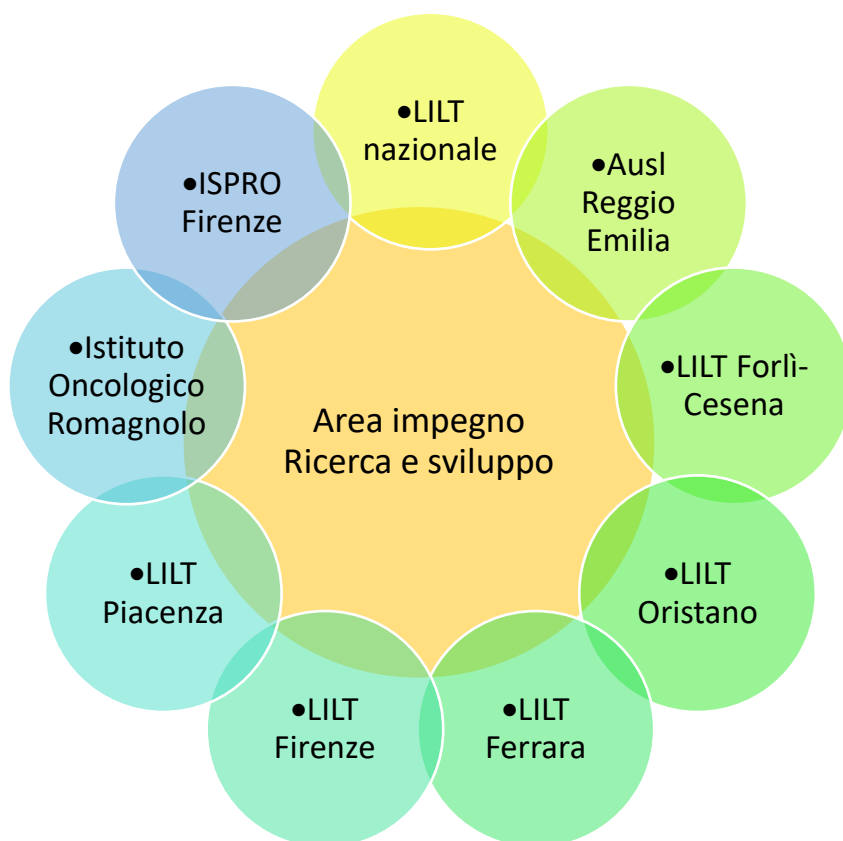 •LILT
nazionale
•Ausl
Reggio
Emilia
•LILT Forlì-
Cesena
•LILT
Oristano
•LILT
Ferrara
•LILT
Firenze
•LILT
Piacenza
•Istituto
Oncologico
Romagnolo
•ISPRO
Firenze
Area impegno
Ricerca e sviluppo